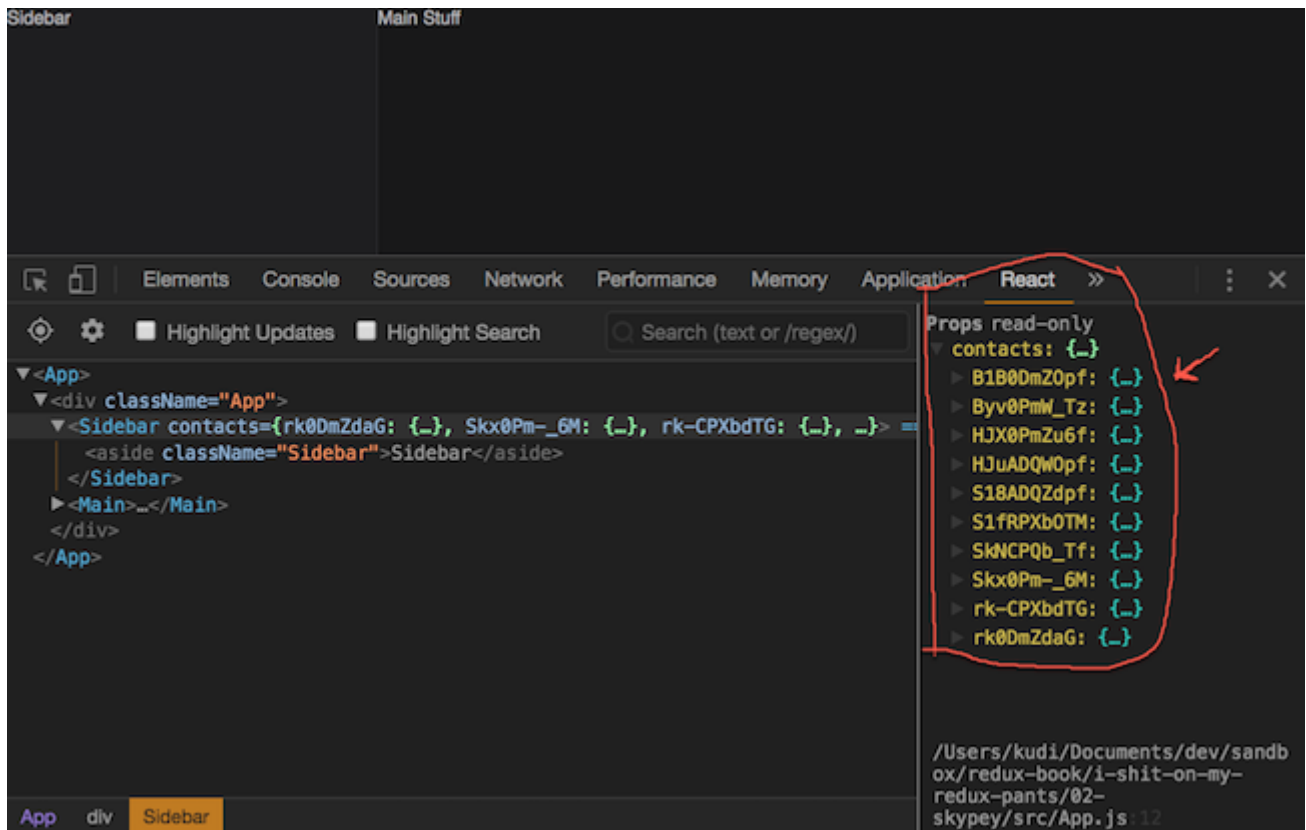 Sidebar
Main Stuff
Elements Console Sources Network Performance Memory Application React »
Highlight Updates Highlight Search Search (text or /regex/)
▼<App>
▼<div className="App">
▼<Sidebar contacts={rk0DmZdaG: {…}, Skx0Pm-_6M: {…}, rk-CPXbdTG: {…}, …}> ==
<aside className="Sidebar">Sidebar</aside>
</Sidebar>
▶<Main>…</Main>
</div>
</App>
App div Sidebar
Props read-only
▼ contacts: {…}
▶ B1B0DmZOpf: {…}
▶ Byv0PmW_Tz: {…}
▶ HJX0PmZu6f: {…}
▶ HJuADQWOpf: {…}
▶ S18ADQZdpf: {…}
▶ S1fRPXbOTM: {…}
▶ SkNCPQb_Tf: {…}
▶ Skx0Pm-_6M: {…}
▶ rk-CPXbdTG: {…}
▶ rk0DmZdaG: {…}
/Users/kudi/Documents/dev/sandb
ox/redux-book/i-shit-on-my-
redux-pants/02-
skypey/src/App.js:12